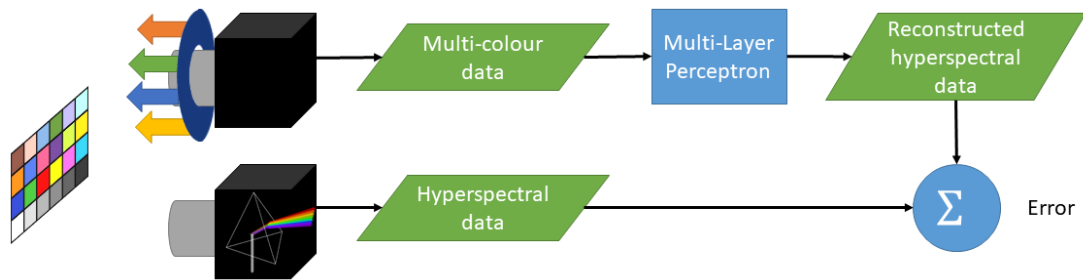 Multi-colour
data
Multi-Layer
Perceptron
Reconstructed
hyperspectral
data
Hyperspectral
data
Σ
Error